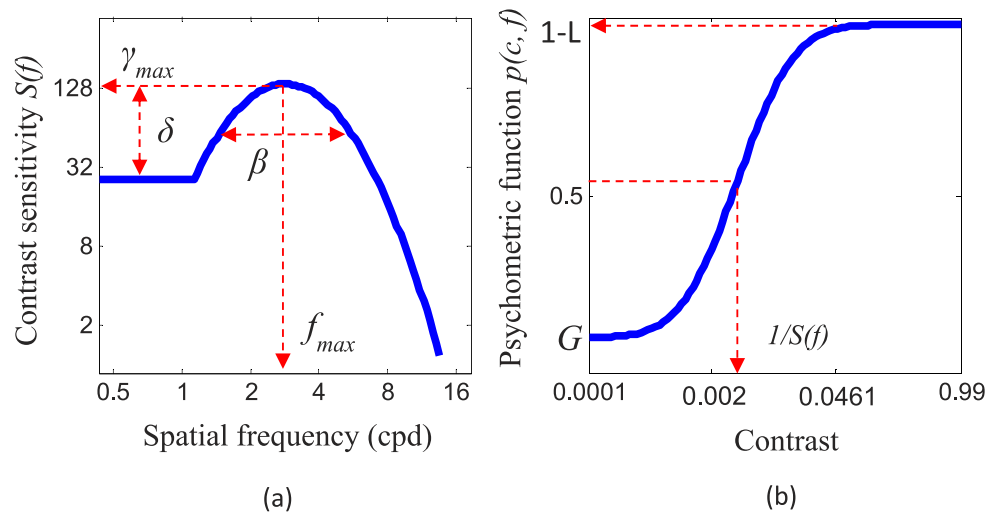 Contrast sensitivity S(f)
128
32
8
2
γmax
δ
β
fmax
0.5 1 2 4 8 16
Spatial frequency (cpd)
(a)
Psychometric function p(c, f)
1-L
0.5
G
1/S(f)
0.0001 0.002 0.0461 0.99
Contrast
(b)